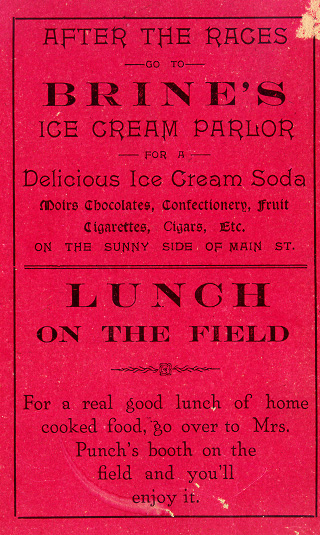 AFTER THE RACES
GO TO
BRINE'S
ICE CREAM PARLOR
FOR A
Delicious Ice Cream Soda
Moirs Chocolates, Confectionery, Fruit
Cigarettes, Cigars, Etc.
ON THE SUNNY SIDE OF MAIN ST.
LUNCH
ON THE FIELD
For a real good lunch of home
cooked food, go over to Mrs.
Punch's booth on the
field and you'll
enjoy it.